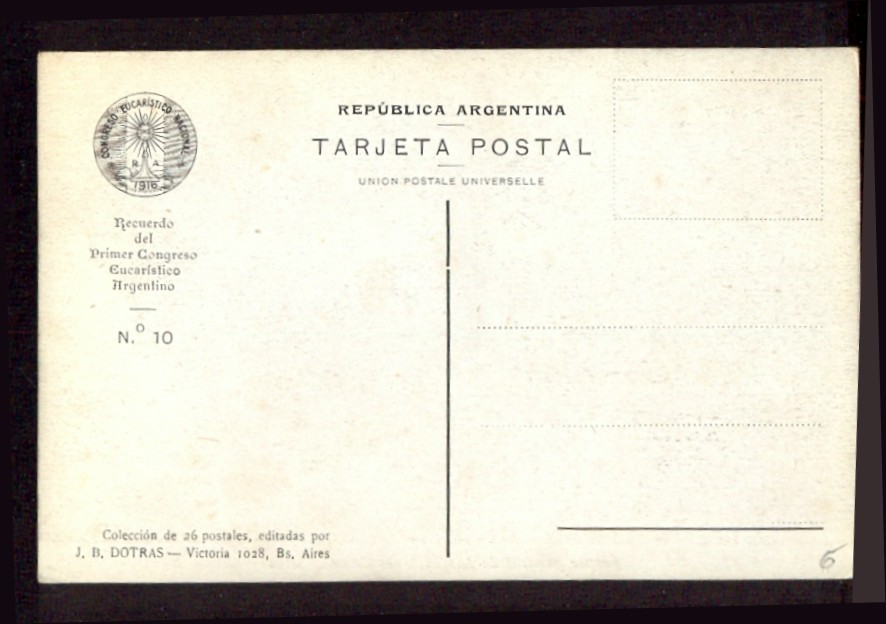 CONGRESO EUCARÍSTICO NACIONAL
R A
1916
Recuerdo
del
Primer Congreso
Eucarístico
Argentino
N.º 10
REPÚBLICA ARGENTINA
TARJETA POSTAL
UNION POSTALE UNIVERSELLE
Colección de 26 postales, editadas por
J. B. DOTRAS — Victoria 1028, Bs. Aires
6